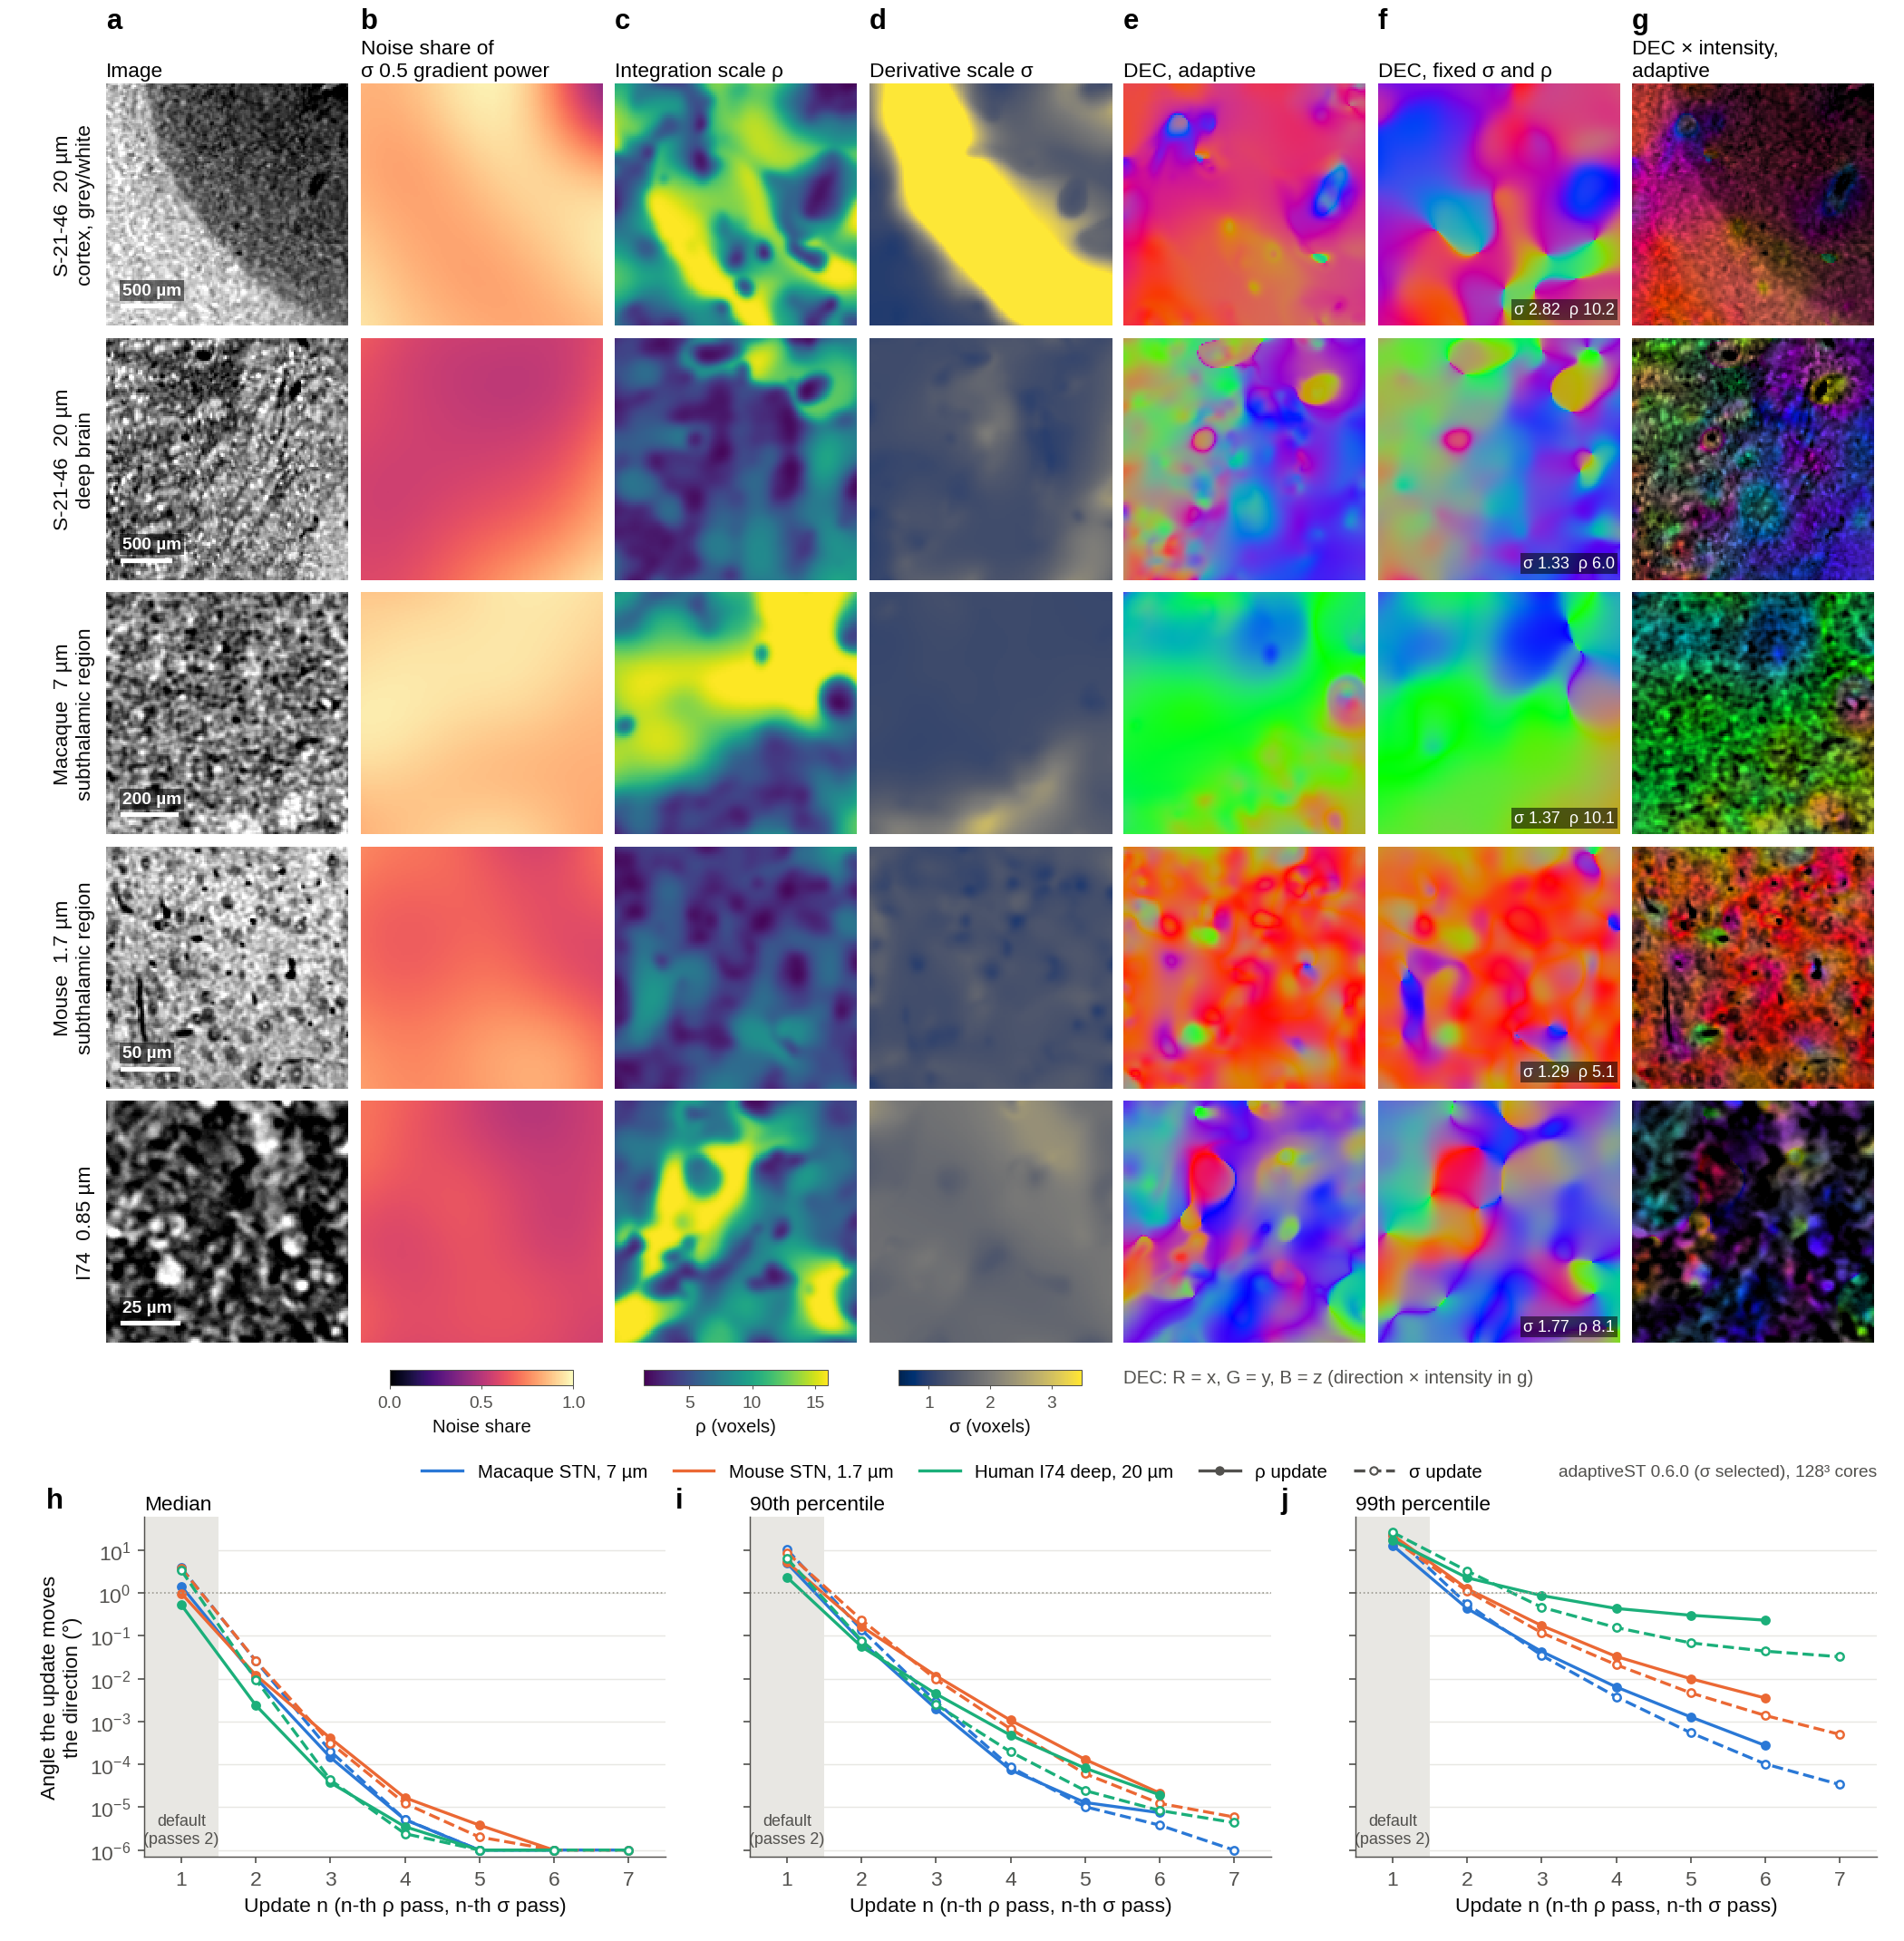 a
b
c
d
e
f
g
Image
Noise share of
σ 0.5 gradient power
Integration scale ρ
Derivative scale σ
DEC, adaptive
DEC, fixed σ and ρ
DEC × intensity,
adaptive
S-21-46 20 µm
cortex, grey/white
500 µm
σ 2.82 ρ 10.2
S-21-46 20 µm
deep brain
500 µm
σ 1.33 ρ 6.0
Macaque 7 µm
subthalamic region
200 µm
σ 1.37 ρ 10.1
Mouse 1.7 µm
subthalamic region
50 µm
σ 1.29 ρ 5.1
I74 0.85 µm
25 µm
σ 1.77 ρ 8.1
0.0 0.5 1.0
Noise share
5 10 15
ρ (voxels)
1 2 3
σ (voxels)
DEC: R = x, G = y, B = z (direction × intensity in g)
Macaque STN, 7 µm
Mouse STN, 1.7 µm
Human I74 deep, 20 µm
ρ update
σ update
adaptiveST 0.6.0 (σ selected), 128³ cores
h
Median
Angle the update moves
the direction (°)
10¹
10⁰
10⁻¹
10⁻²
10⁻³
10⁻⁴
10⁻⁵
10⁻⁶
default
(passes 2)
1 2 3 4 5 6 7
Update n (n-th ρ pass, n-th σ pass)
i
90th percentile
default
(passes 2)
1 2 3 4 5 6 7
Update n (n-th ρ pass, n-th σ pass)
j
99th percentile
default
(passes 2)
1 2 3 4 5 6 7
Update n (n-th ρ pass, n-th σ pass)